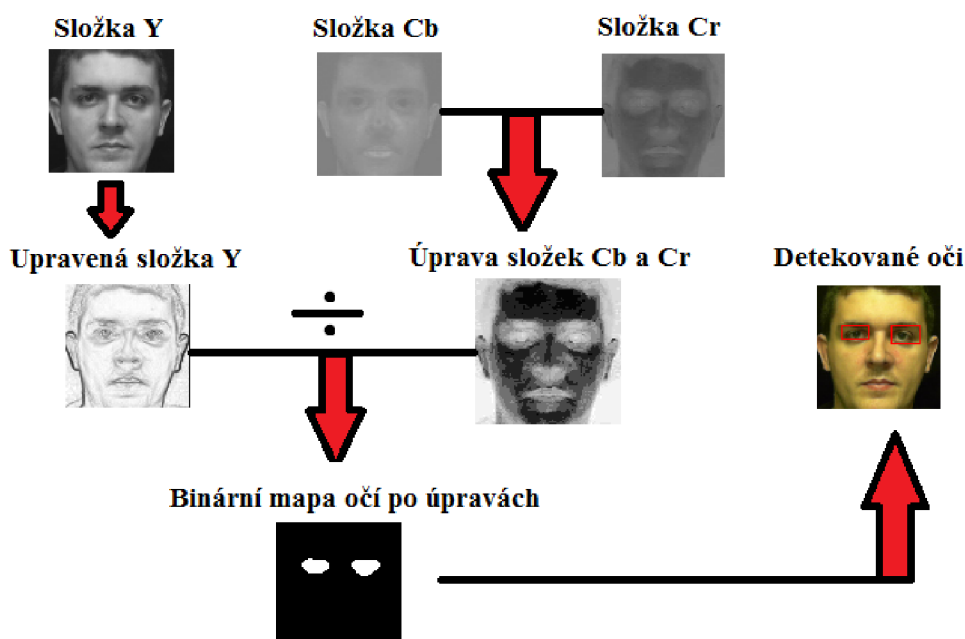 Složka Y
Složka Cb
Složka Cr
Upravená složka Y
Úprava složek Cb a Cr
Detekované oči
Binární mapa očí po úpravách